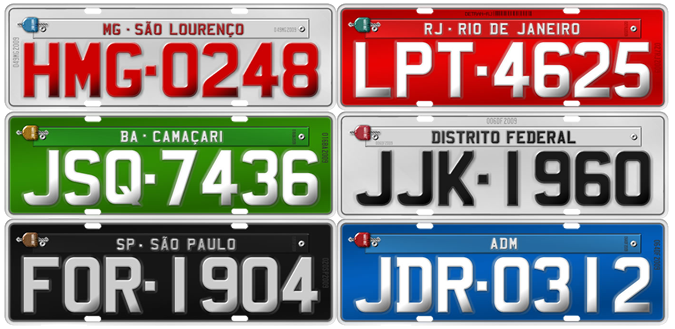 MG · SÃO LOURENÇO
HMG·0248
RJ · RIO DE JANEIRO
LPT·4625
BA · CAMAÇARI
JSQ·7436
DISTRITO FEDERAL
JJK·1960
SP · SÃO PAULO
FOR·1904
ADM
JDR·0312